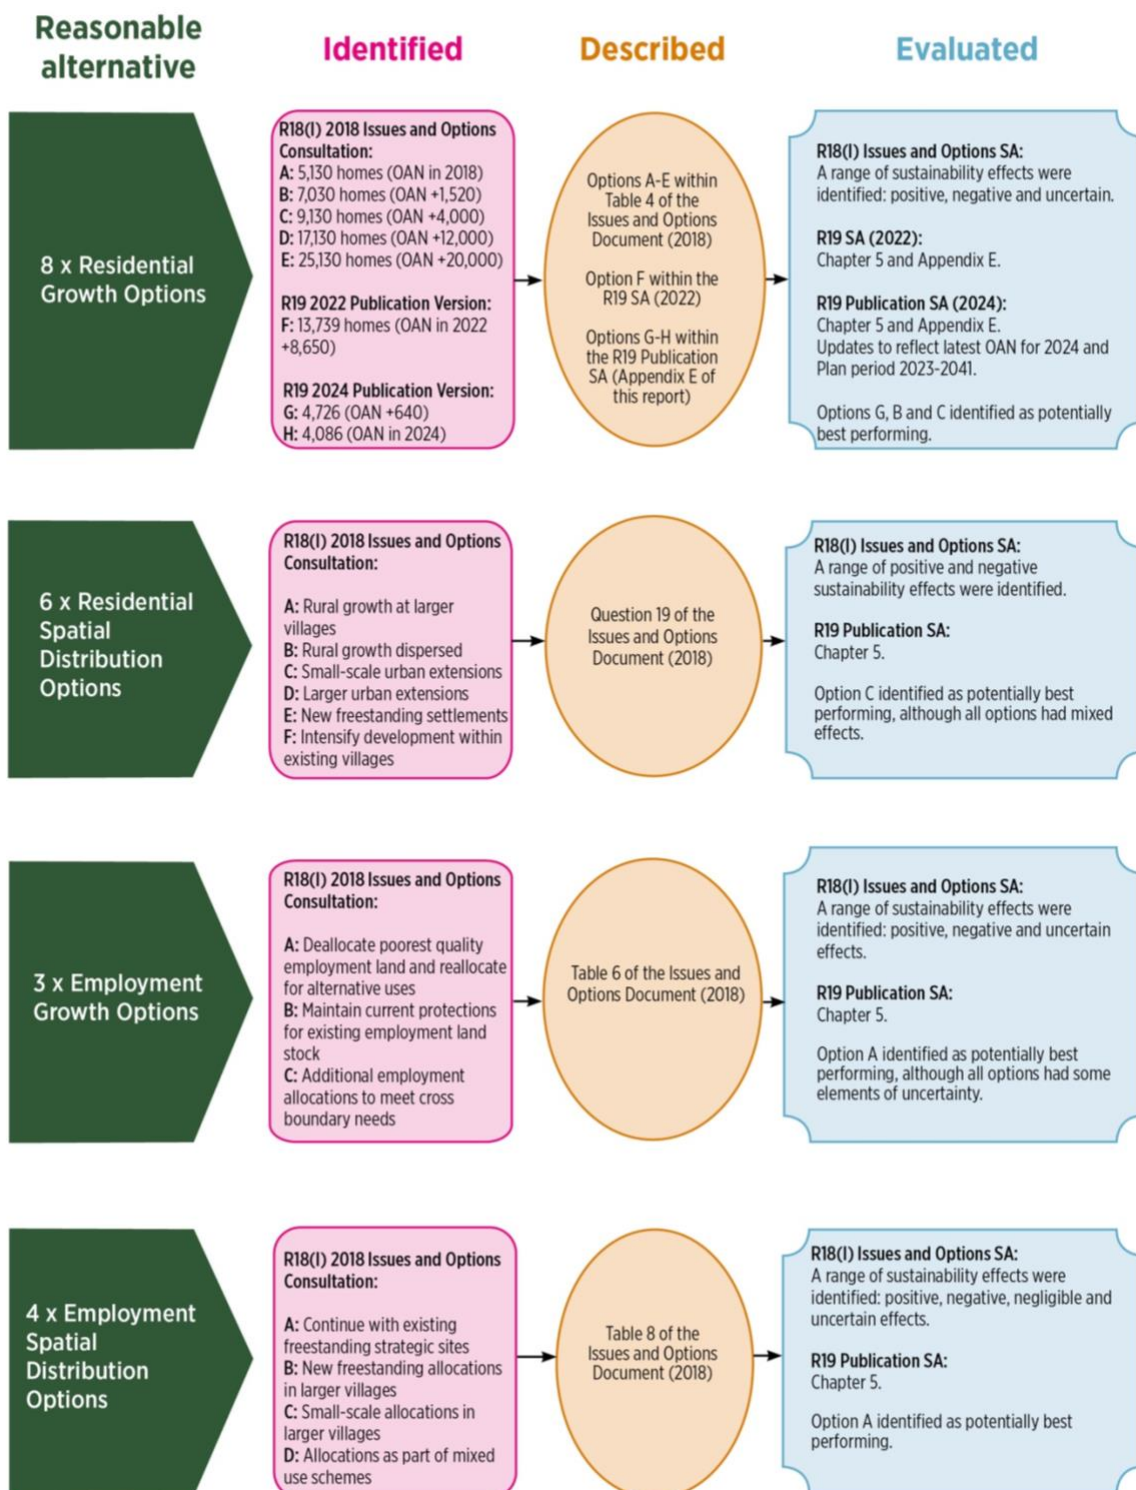 Reasonable
alternative
Identified
Described
Evaluated
8 x Residential
Growth Options
R18(I) 2018 Issues and Options
Consultation:
A: 5,130 homes (OAN in 2018)
B: 7,030 homes (OAN +1,520)
C: 9,130 homes (OAN +4,000)
D: 17,130 homes (OAN +12,000)
E: 25,130 homes (OAN +20,000)
R19 2022 Publication Version:
F: 13,739 homes (OAN in 2022
+8,650)
R19 2024 Publication Version:
G: 4,726 (OAN +640)
H: 4,086 (OAN in 2024)
Options A-E within
Table 4 of the
Issues and Options
Document (2018)
Option F within the
R19 SA (2022)
Options G-H within
the R19 Publication
SA (Appendix E of
this report)
R18(I) Issues and Options SA:
A range of sustainability effects were
identified: positive, negative and uncertain.
R19 SA (2022):
Chapter 5 and Appendix E.
R19 Publication SA (2024):
Chapter 5 and Appendix E.
Updates to reflect latest OAN for 2024 and
Plan period 2023-2041.
Options G, B and C identified as potentially
best performing.
6 x Residential
Spatial
Distribution
Options
R18(I) 2018 Issues and Options
Consultation:
A: Rural growth at larger
villages
B: Rural growth dispersed
C: Small-scale urban extensions
D: Larger urban extensions
E: New freestanding settlements
F: Intensify development within
existing villages
Question 19 of the
Issues and Options
Document (2018)
R18(I) Issues and Options SA:
A range of positive and negative
sustainability effects were identified.
R19 Publication SA:
Chapter 5.
Option C identified as potentially best
performing, although all options had mixed
effects.
3 x Employment
Growth Options
R18(I) 2018 Issues and Options
Consultation:
A: Deallocate poorest quality
employment land and reallocate
for alternative uses
B: Maintain current protections
for existing employment land
stock
C: Additional employment
allocations to meet cross
boundary needs
Table 6 of the Issues and
Options Document (2018)
R18(I) Issues and Options SA:
A range of sustainability effects were
identified: positive, negative and uncertain
effects.
R19 Publication SA:
Chapter 5.
Option A identified as potentially best
performing, although all options had some
elements of uncertainty.
4 x Employment
Spatial
Distribution
Options
R18(I) 2018 Issues and Options
Consultation:
A: Continue with existing
freestanding strategic sites
B: New freestanding allocations
in larger villages
C: Small-scale allocations in
larger villages
D: Allocations as part of mixed
use schemes
Table 8 of the
Issues and Options
Document (2018)
R18(I) Issues and Options SA:
A range of sustainability effects were
identified: positive, negative, negligible and
uncertain effects.
R19 Publication SA:
Chapter 5.
Option A identified as potentially best
performing.